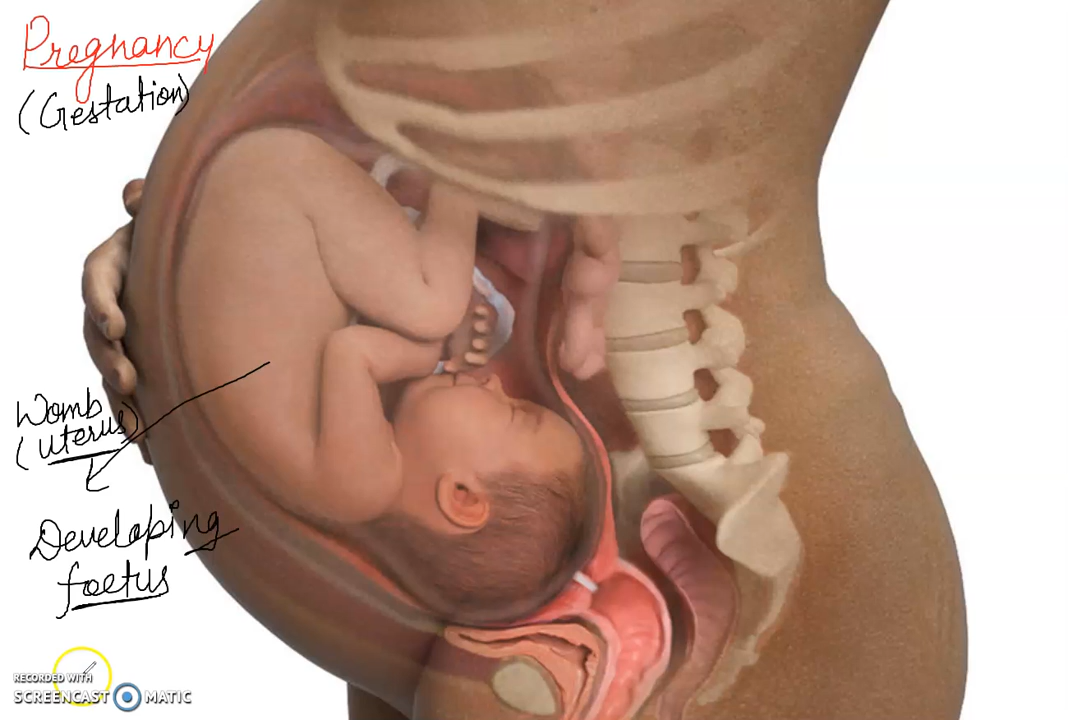 Pregnancy
(Gestation)
Womb
(Uterus)
Developing
foetus
RECORDED WITH
SCREENCAST MATIC